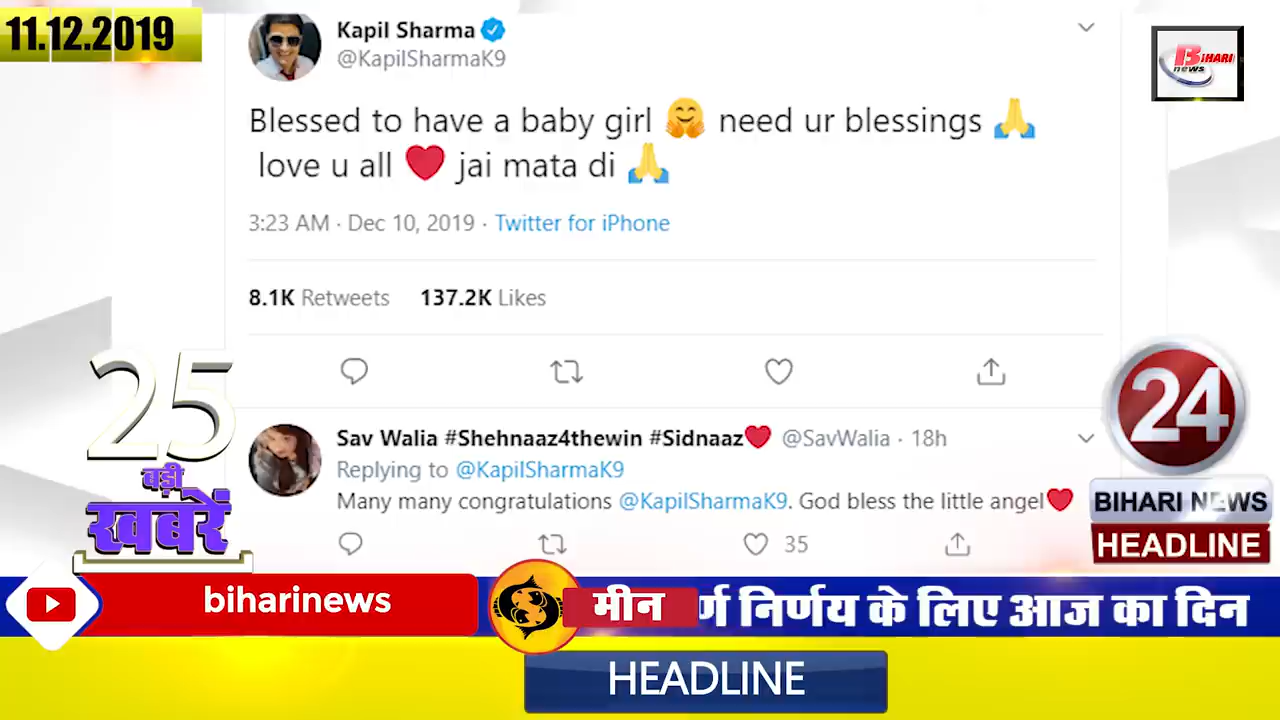 11.12.2019
Kapil Sharma
@KapilSharmaK9
BIHARI
news
Blessed to have a baby girl 🤗 need ur blessings 🙏
love u all ❤️ jai mata di 🙏
3:23 AM · Dec 10, 2019 · Twitter for iPhone
8.1K Retweets 137.2K Likes
25
बड़ी
खबरें
24
BIHARI NEWS
HEADLINE
Sav Walia #Shehnaaz4thewin #Sidnaaz❤️ @SavWalia · 18h
Replying to @KapilSharmaK9
Many many congratulations @KapilSharmaK9. God bless the little angel❤️
35
biharinews
मीन
निर्णय के लिए आज का दिन
HEADLINE